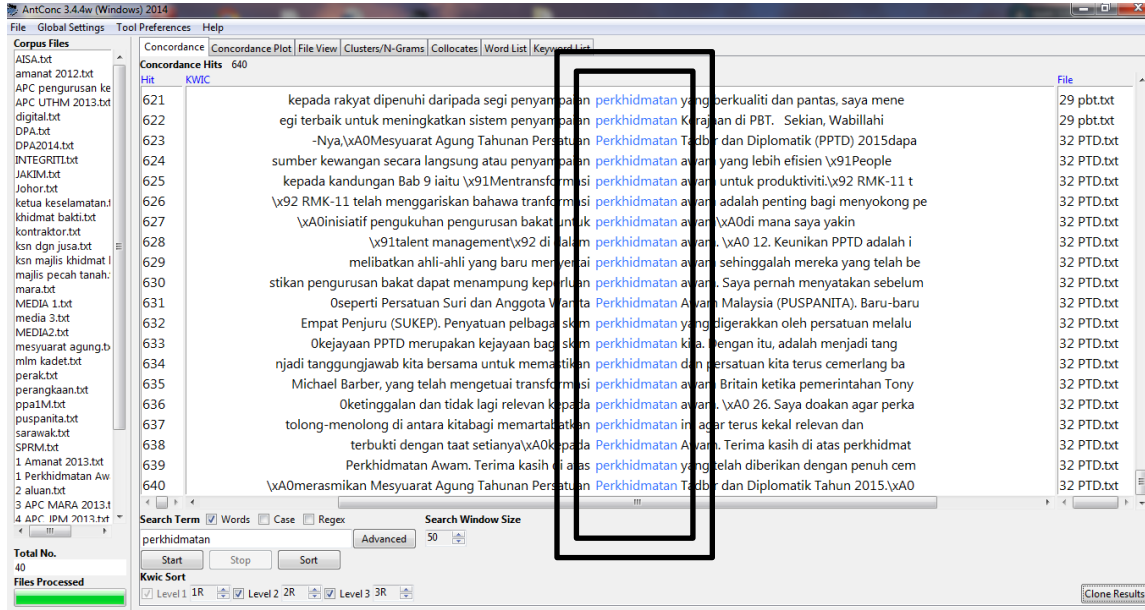 AntConc 3.4.4w (Windows) 2014
File Global Settings Tool Preferences Help
Corpus Files
AISA.txt
amanat 2012.txt
APC pengurusan ke
APC UTHM 2013.txt
digital.txt
DPA.txt
DPA2014.txt
INTEGRITI.txt
JAKIM.txt
Johor.txt
ketua keselamatan.t
khidmat bakti.txt
kontraktor.txt
ksn dgn jusa.txt
ksn majlis khidmat l
majlis pecah tanah.
mara.txt
MEDIA 1.txt
media 3.txt
MEDIA2.txt
mesyuarat agung.t
mlm kadet.txt
perak.txt
perangkaan.txt
ppa1M.txt
puspanita.txt
sarawak.txt
SPRM.txt
1 Amanat 2013.txt
1 Perkhidmatan Aw
2 aluan.txt
3 APC MARA 2013.t
4 APC JPM 2013.txt
Total No.
40
Files Processed
Concordance Concordance Plot File View Clusters/N-Grams Collocates Word List Keyword List
Concordance Hits 640
Hit KWIC File
621 kepada rakyat dipenuhi daripada segi penyampaian perkhidmatan yang berkualiti dan pantas, saya mene 29 pbt.txt
622 egi terbaik untuk meningkatkan sistem penyampaian perkhidmatan Kerajaan di PBT. Sekian, Wabillahi 29 pbt.txt
623 -Nya,\xA0Mesyuarat Agung Tahunan Persatuan Perkhidmatan Tadbir dan Diplomatik (PPTD) 2015dapa 32 PTD.txt
624 sumber kewangan secara langsung atau penyampaian perkhidmatan awam yang lebih efisien \x91People 32 PTD.txt
625 kepada kandungan Bab 9 iaitu \x91Mentransformasi perkhidmatan awam untuk produktiviti.\x92 RMK-11 t 32 PTD.txt
626 \x92 RMK-11 telah menggariskan bahawa tranformasi perkhidmatan awam adalah penting bagi menyokong pe 32 PTD.txt
627 \xA0inisiatif pengukuhan pengurusan bakat untuk perkhidmatan awam\xA0di mana saya yakin 32 PTD.txt
628 \x91talent management\x92 di dalam perkhidmatan awam. \xA0 12. Keunikan PPTD adalah i 32 PTD.txt
629 melibatkan ahli-ahli yang baru menyertai perkhidmatan awam sehinggalah mereka yang telah be 32 PTD.txt
630 stikan pengurusan bakat dapat menampung keperluan perkhidmatan awam. Saya pernah menyatakan sebelum 32 PTD.txt
631 0seperti Persatuan Suri dan Anggota Wanita Perkhidmatan Awam Malaysia (PUSPANITA). Baru-baru 32 PTD.txt
632 Empat Penjuru (SUKEP). Penyatuan pelbagai skim perkhidmatan yang digerakkan oleh persatuan melalu 32 PTD.txt
633 0kejayaan PPTD merupakan kejayaan bagi skim perkhidmatan kita. Dengan itu, adalah menjadi tang 32 PTD.txt
634 njadi tanggungjawab kita bersama untuk memastikan perkhidmatan dan persatuan kita terus cemerlang ba 32 PTD.txt
635 Michael Barber, yang telah mengetuai transformasi perkhidmatan awam Britain ketika pemerintahan Tony 32 PTD.txt
636 0ketinggalan dan tidak lagi relevan kepada perkhidmatan awam. \xA0 26. Saya doakan agar perka 32 PTD.txt
637 tolong-menolong di antara kitabagi memartabatkan perkhidmatan ini agar terus kekal relevan dan 32 PTD.txt
638 terbukti dengan taat setianya\xA0kepada Perkhidmatan Awam. Terima kasih di atas perkhidmat 32 PTD.txt
639 Perkhidmatan Awam. Terima kasih di atas perkhidmatan yang telah diberikan dengan penuh cem 32 PTD.txt
640 \xA0merasmikan Mesyuarat Agung Tahunan Persatuan Perkhidmatan Tadbir dan Diplomatik Tahun 2015.\xA0 32 PTD.txt
Search Term Words Case Regex Search Window Size
perkhidmatan Advanced 50
Start Stop Sort
Kwic Sort
Level 1 1R Level 2 2R Level 3 3R Clone Results